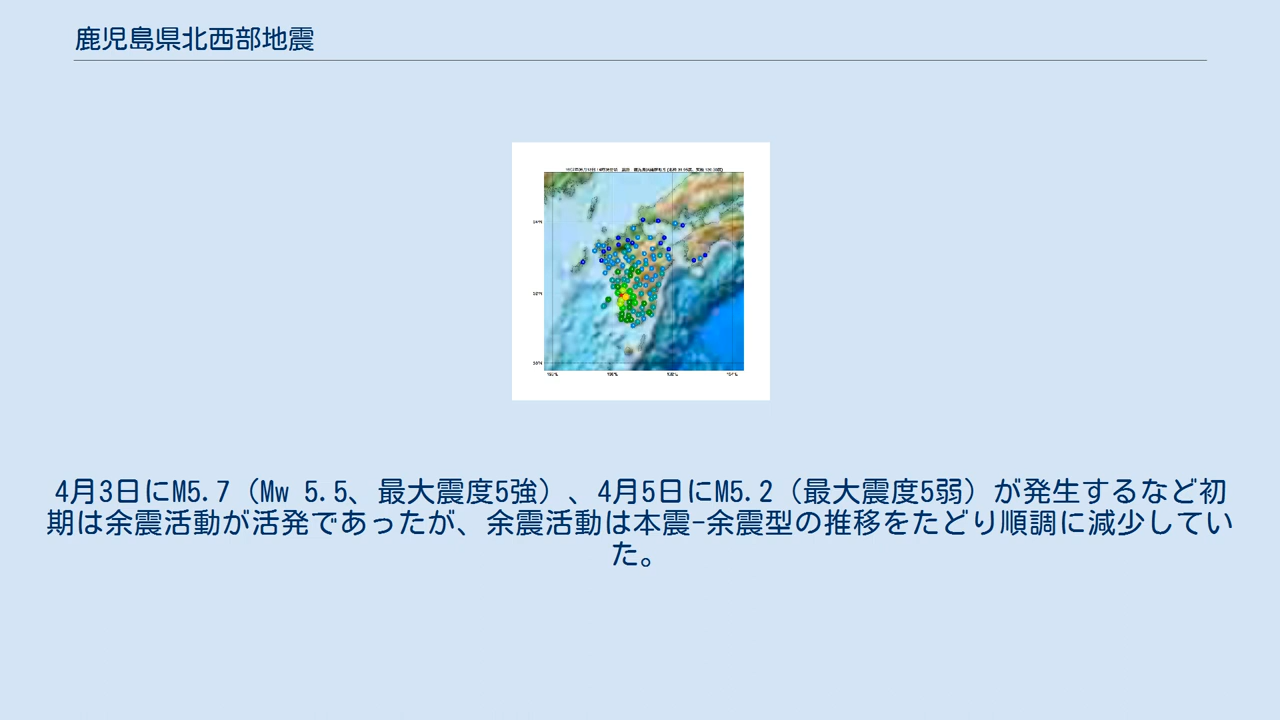 鹿児島県北西部地震
4月3日にM5.7（Mw 5.5、最大震度5強）、4月5日にM5.2（最大震度5弱）が発生するなど初
期は余震活動が活発であったが、余震活動は本震-余震型の推移をたどり順調に減少してい
た。